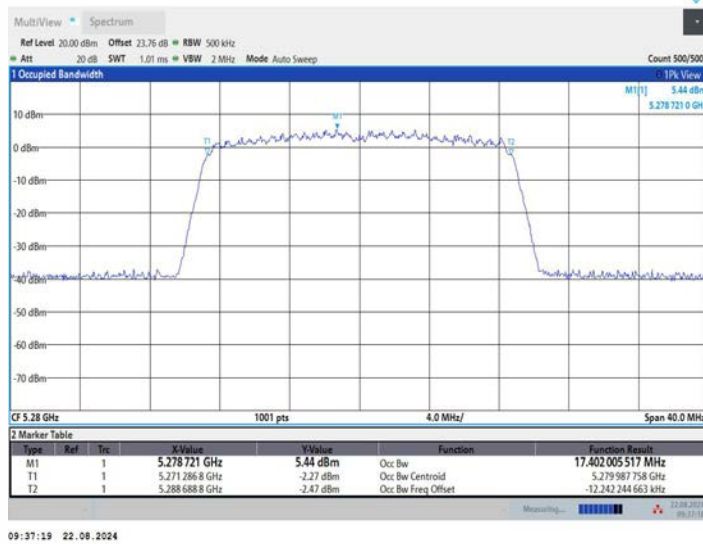 MultiView Spectrum
Ref Level 20.00 dBm Offset 23.76 dB RBW 500 kHz
Att 20 dB SWT 1.01 ms VBW 2 MHz Mode Auto Sweep Count 500/500
1 Occupied Bandwidth 1Pk View
M1[1] 5.44 dBm
5.278 721 0 GH
M1
10 dBm
T1 T2
0 dBm
-10 dBm
-20 dBm
-30 dBm
-40 dBm
-50 dBm
-60 dBm
-70 dBm
CF 5.28 GHz 1001 pts 4.0 MHz/ Span 40.0 MHz
2 Marker Table
Type Ref Trc X-Value Y-Value Function Function Result
M1 1 5.278 721 GHz 5.44 dBm Occ Bw 17.402 005 517 MHz
T1 1 5.271 286 8 GHz -2.27 dBm Occ Bw Centroid 5.279 987 758 GHz
T2 1 5.288 688 8 GHz -2.47 dBm Occ Bw Freq Offset -12.242 244 663 kHz
Measuring... 22.08.2024
09:37:19
09:37:19 22.08.2024